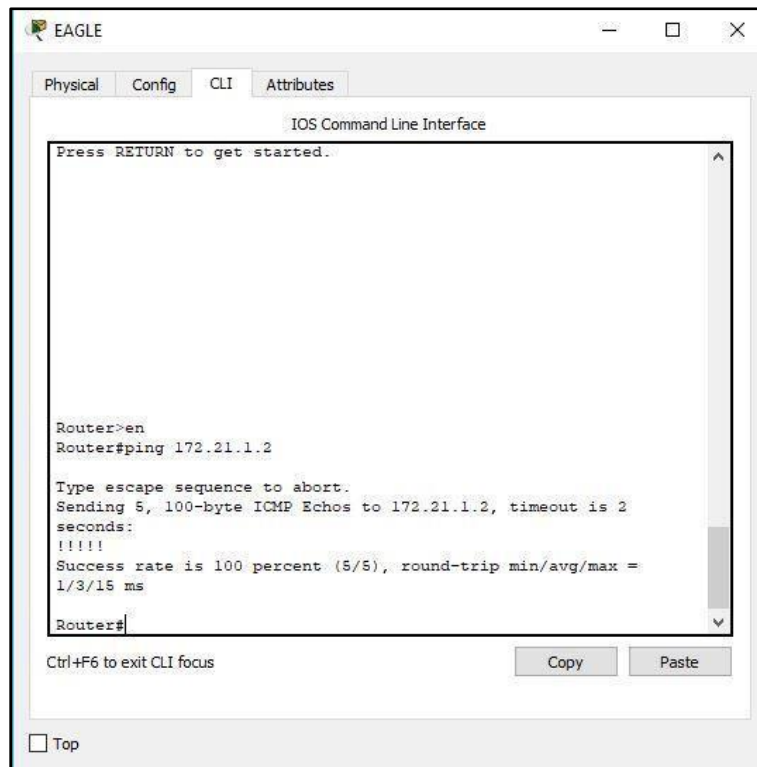 EAGLE
Physical Config CLI Attributes
IOS Command Line Interface
Press RETURN to get started.
Router>en
Router#ping 172.21.1.2
Type escape sequence to abort.
Sending 5, 100-byte ICMP Echos to 172.21.1.2, timeout is 2
seconds:
!!!!!
Success rate is 100 percent (5/5), round-trip min/avg/max =
1/3/15 ms
Router#
Ctrl+F6 to exit CLI focus
Copy Paste
Top